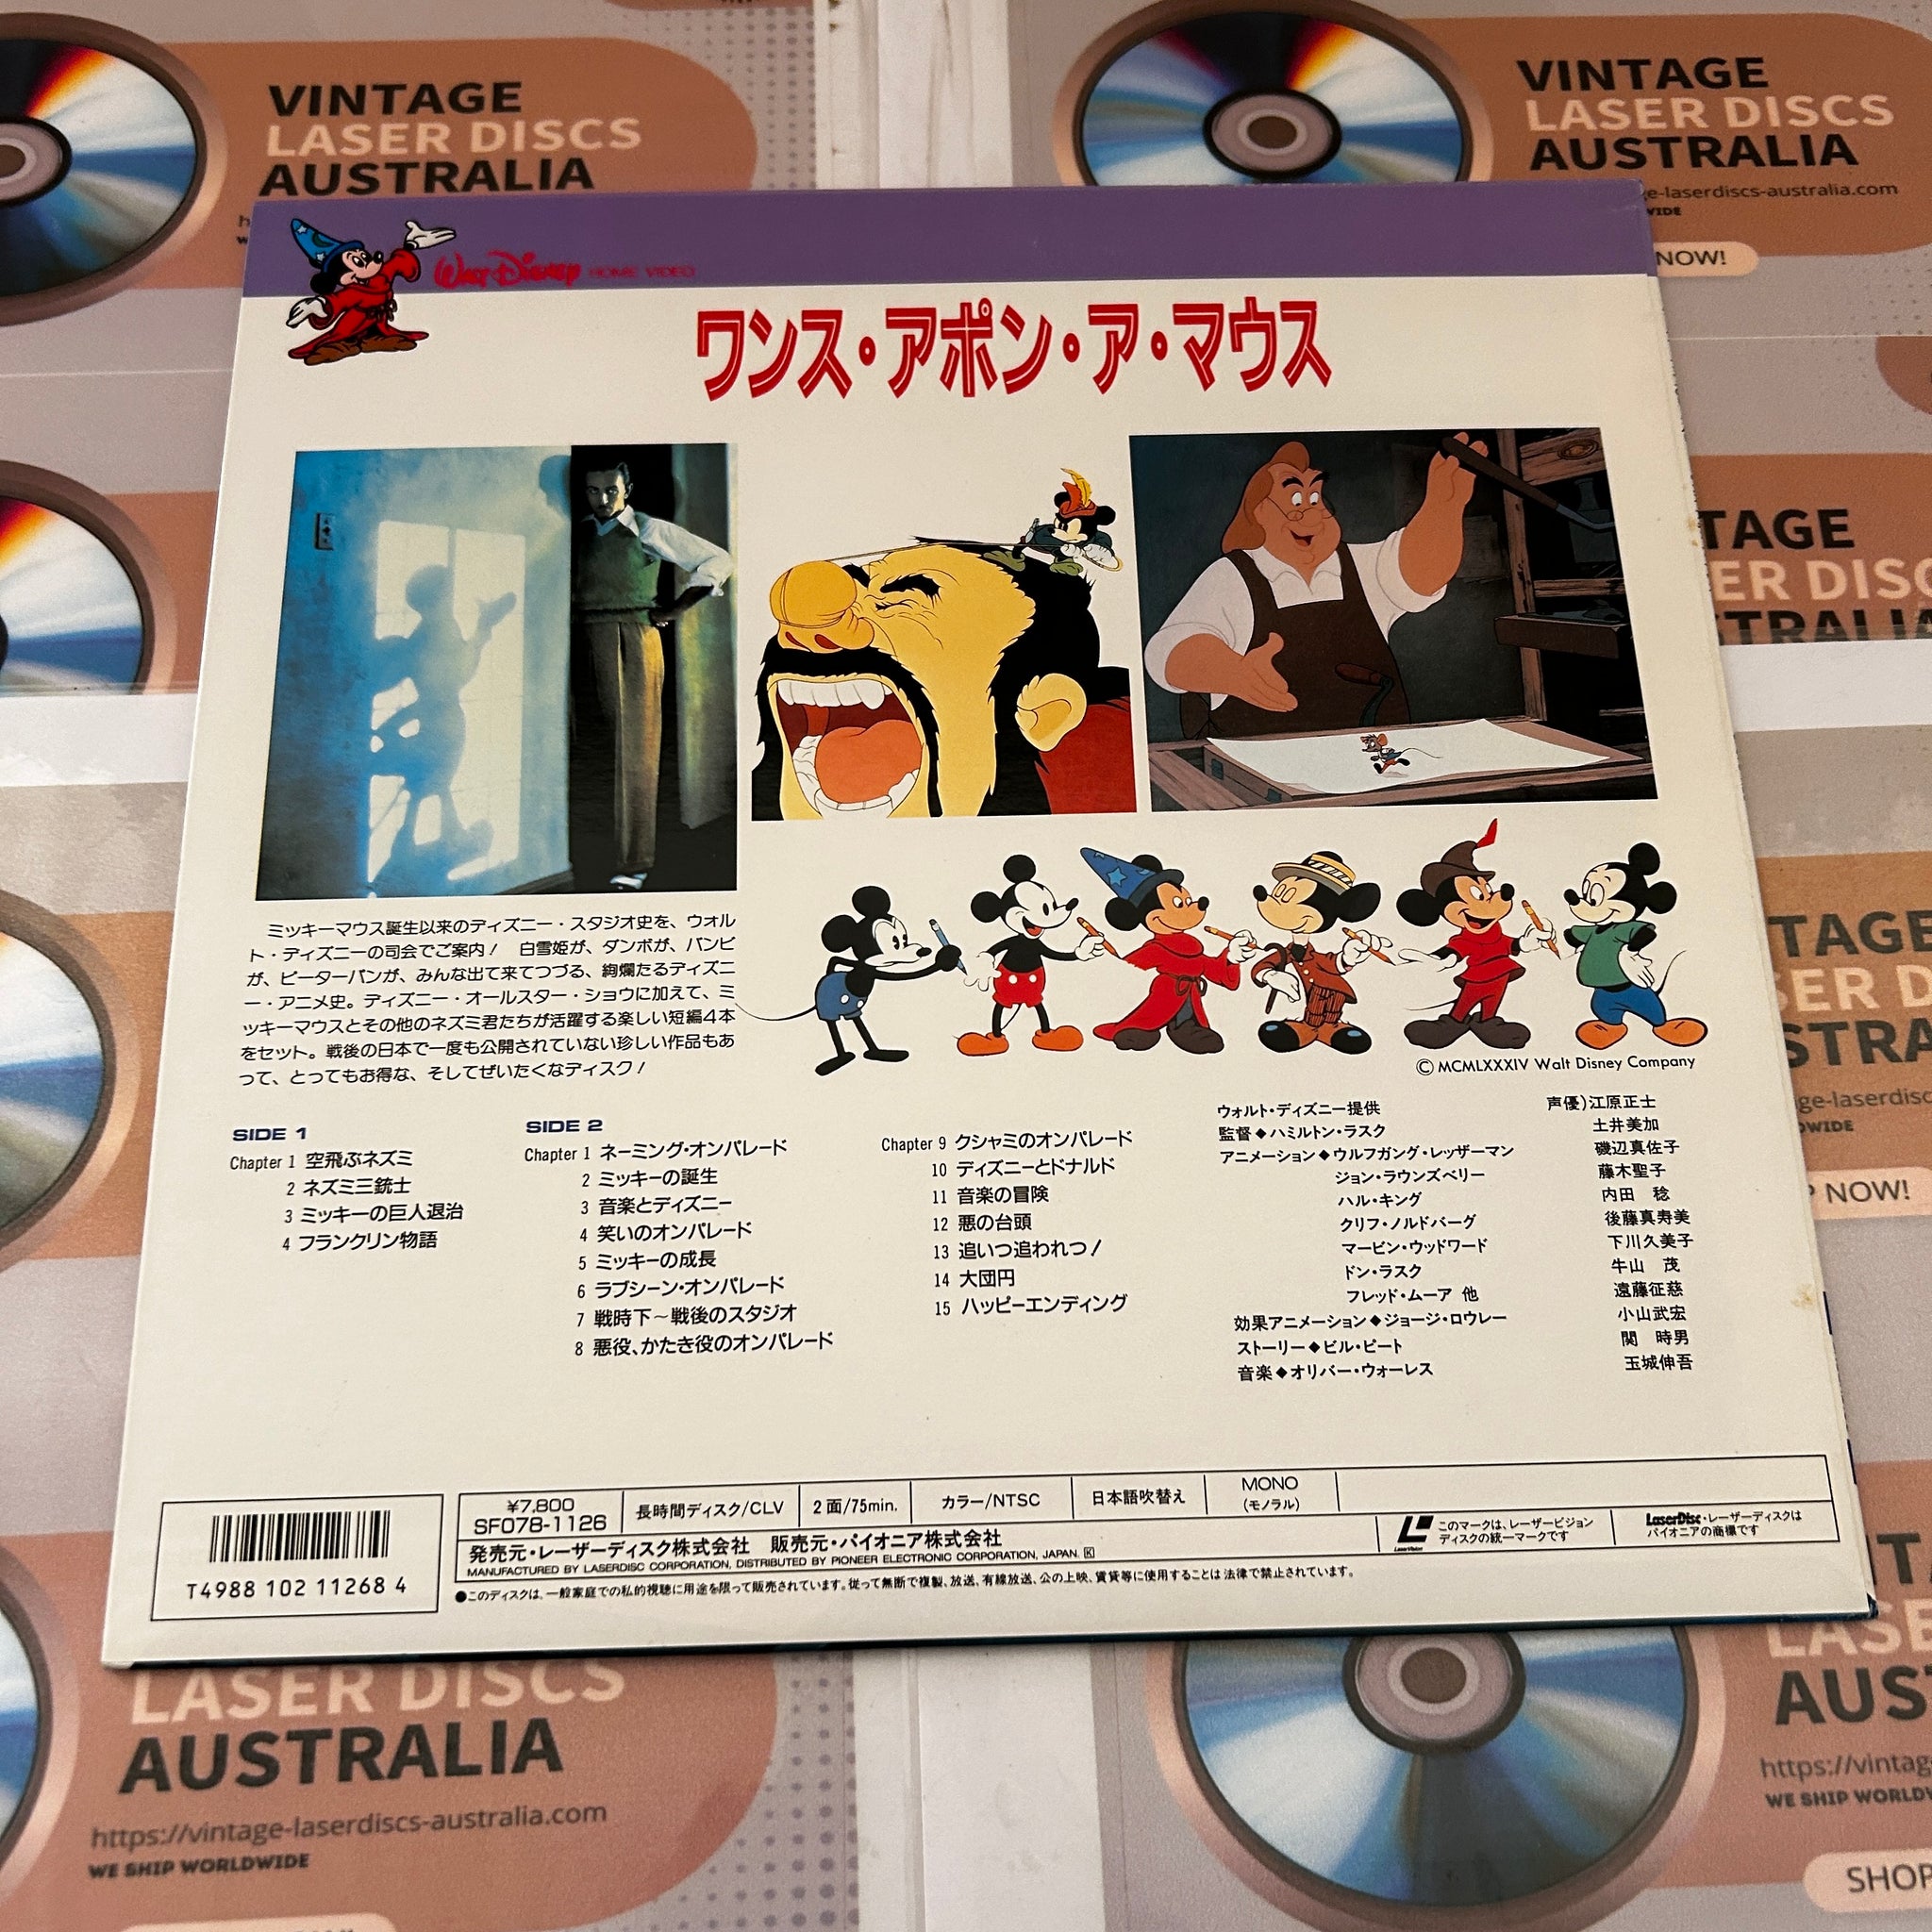 VINTAGE
LASER DISCS
AUSTRALIA
VINTAGE
LASER DISCS
AUSTRALIA
e-laserdiscs-australia.com
WIDE
NOW!
Walt Disney HOME VIDEO
ワンス・アポン・ア・マウス
TAGE
ER DISC
STRALIA
ミッキーマウス誕生以来のディズニー・スタジオ史を、ウォル
ト・ディズニーの司会でご案内! 白雪姫が、ダンボが、バンビ
が、ピーターパンが、みんな出て来てつづる、絢爛たるディズニ
ー・アニメ史。ディズニー・オールスター・ショウに加えて、ミ
ッキーマウスとその他のネズミ君たちが活躍する楽しい短編4本
をセット。戦後の日本で一度も公開されていない珍しい作品もあ
って、とってもお得な、そしてぜいたくなディスク!
© MCMLXXXIV Walt Disney Company
SIDE 1
Chapter 1 空飛ぶネズミ
2 ネズミ三銃士
3 ミッキーの巨人退治
4 フランクリン物語
SIDE 2
Chapter 1 ネーミング・オンパレード
2 ミッキーの誕生
3 音楽とディズニー
4 笑いのオンパレード
5 ミッキーの成長
6 ラブシーン・オンパレード
7 戦時下~戦後のスタジオ
8 悪役、かたき役のオンパレード
Chapter 9 クシャミのオンパレード
10 ディズニーとドナルド
11 音楽の冒険
12 悪の台頭
13 追いつ追われつ!
14 大団円
15 ハッピーエンディング
ウォルト・ディズニー提供
監督◆ハミルトン・ラスク
アニメーション◆ウルフガング・レッザーマン
ジョン・ラウンズベリー
ハル・キング
クリフ・ノルドバーグ
マービン・ウッドワード
ドン・ラスク
フレッド・ムーア 他
効果アニメーション◆ジョージ・ロウレー
ストーリー◆ビル・ピート
音楽◆オリバー・ウォーレス
声優)江原正士
土井美加
磯辺真佐子
藤木聖子
内田 稔
後藤真寿美
下川久美子
牛山 茂
遠藤征慈
小山武宏
関 時男
玉城伸吾
TAGE
SER D
STRA
ge-laserdisc
WIDE
NOW!
T4988 102 11268 4
¥7,800
SF078-1126
長時間ディスク/CLV
2面/75min.
カラー/NTSC
日本語吹替え
MONO
(モノラル)
発売元・レーザーディスク株式会社 販売元・パイオニア株式会社
MANUFACTURED BY LASERDISC CORPORATION, DISTRIBUTED BY PIONEER ELECTRONIC CORPORATION, JAPAN. K
このマークは、レーザービジョン
ディスクの統一マークです
LaserDisc・レーザーディスクは
パイオニアの商標です
●このディスクは、一般家庭での私的視聴に用途を限って販売されています。従って無断で複製、放送、有線放送、公の上映、賃貸等に使用することは法律で禁止されています。
LASER DISCS
AUSTRALIA
https://vintage-laserdiscs-australia.com
WE SHIP WORLDWIDE
LASE
AUS
https://vintag
WE SHIP WORLD
SHOP